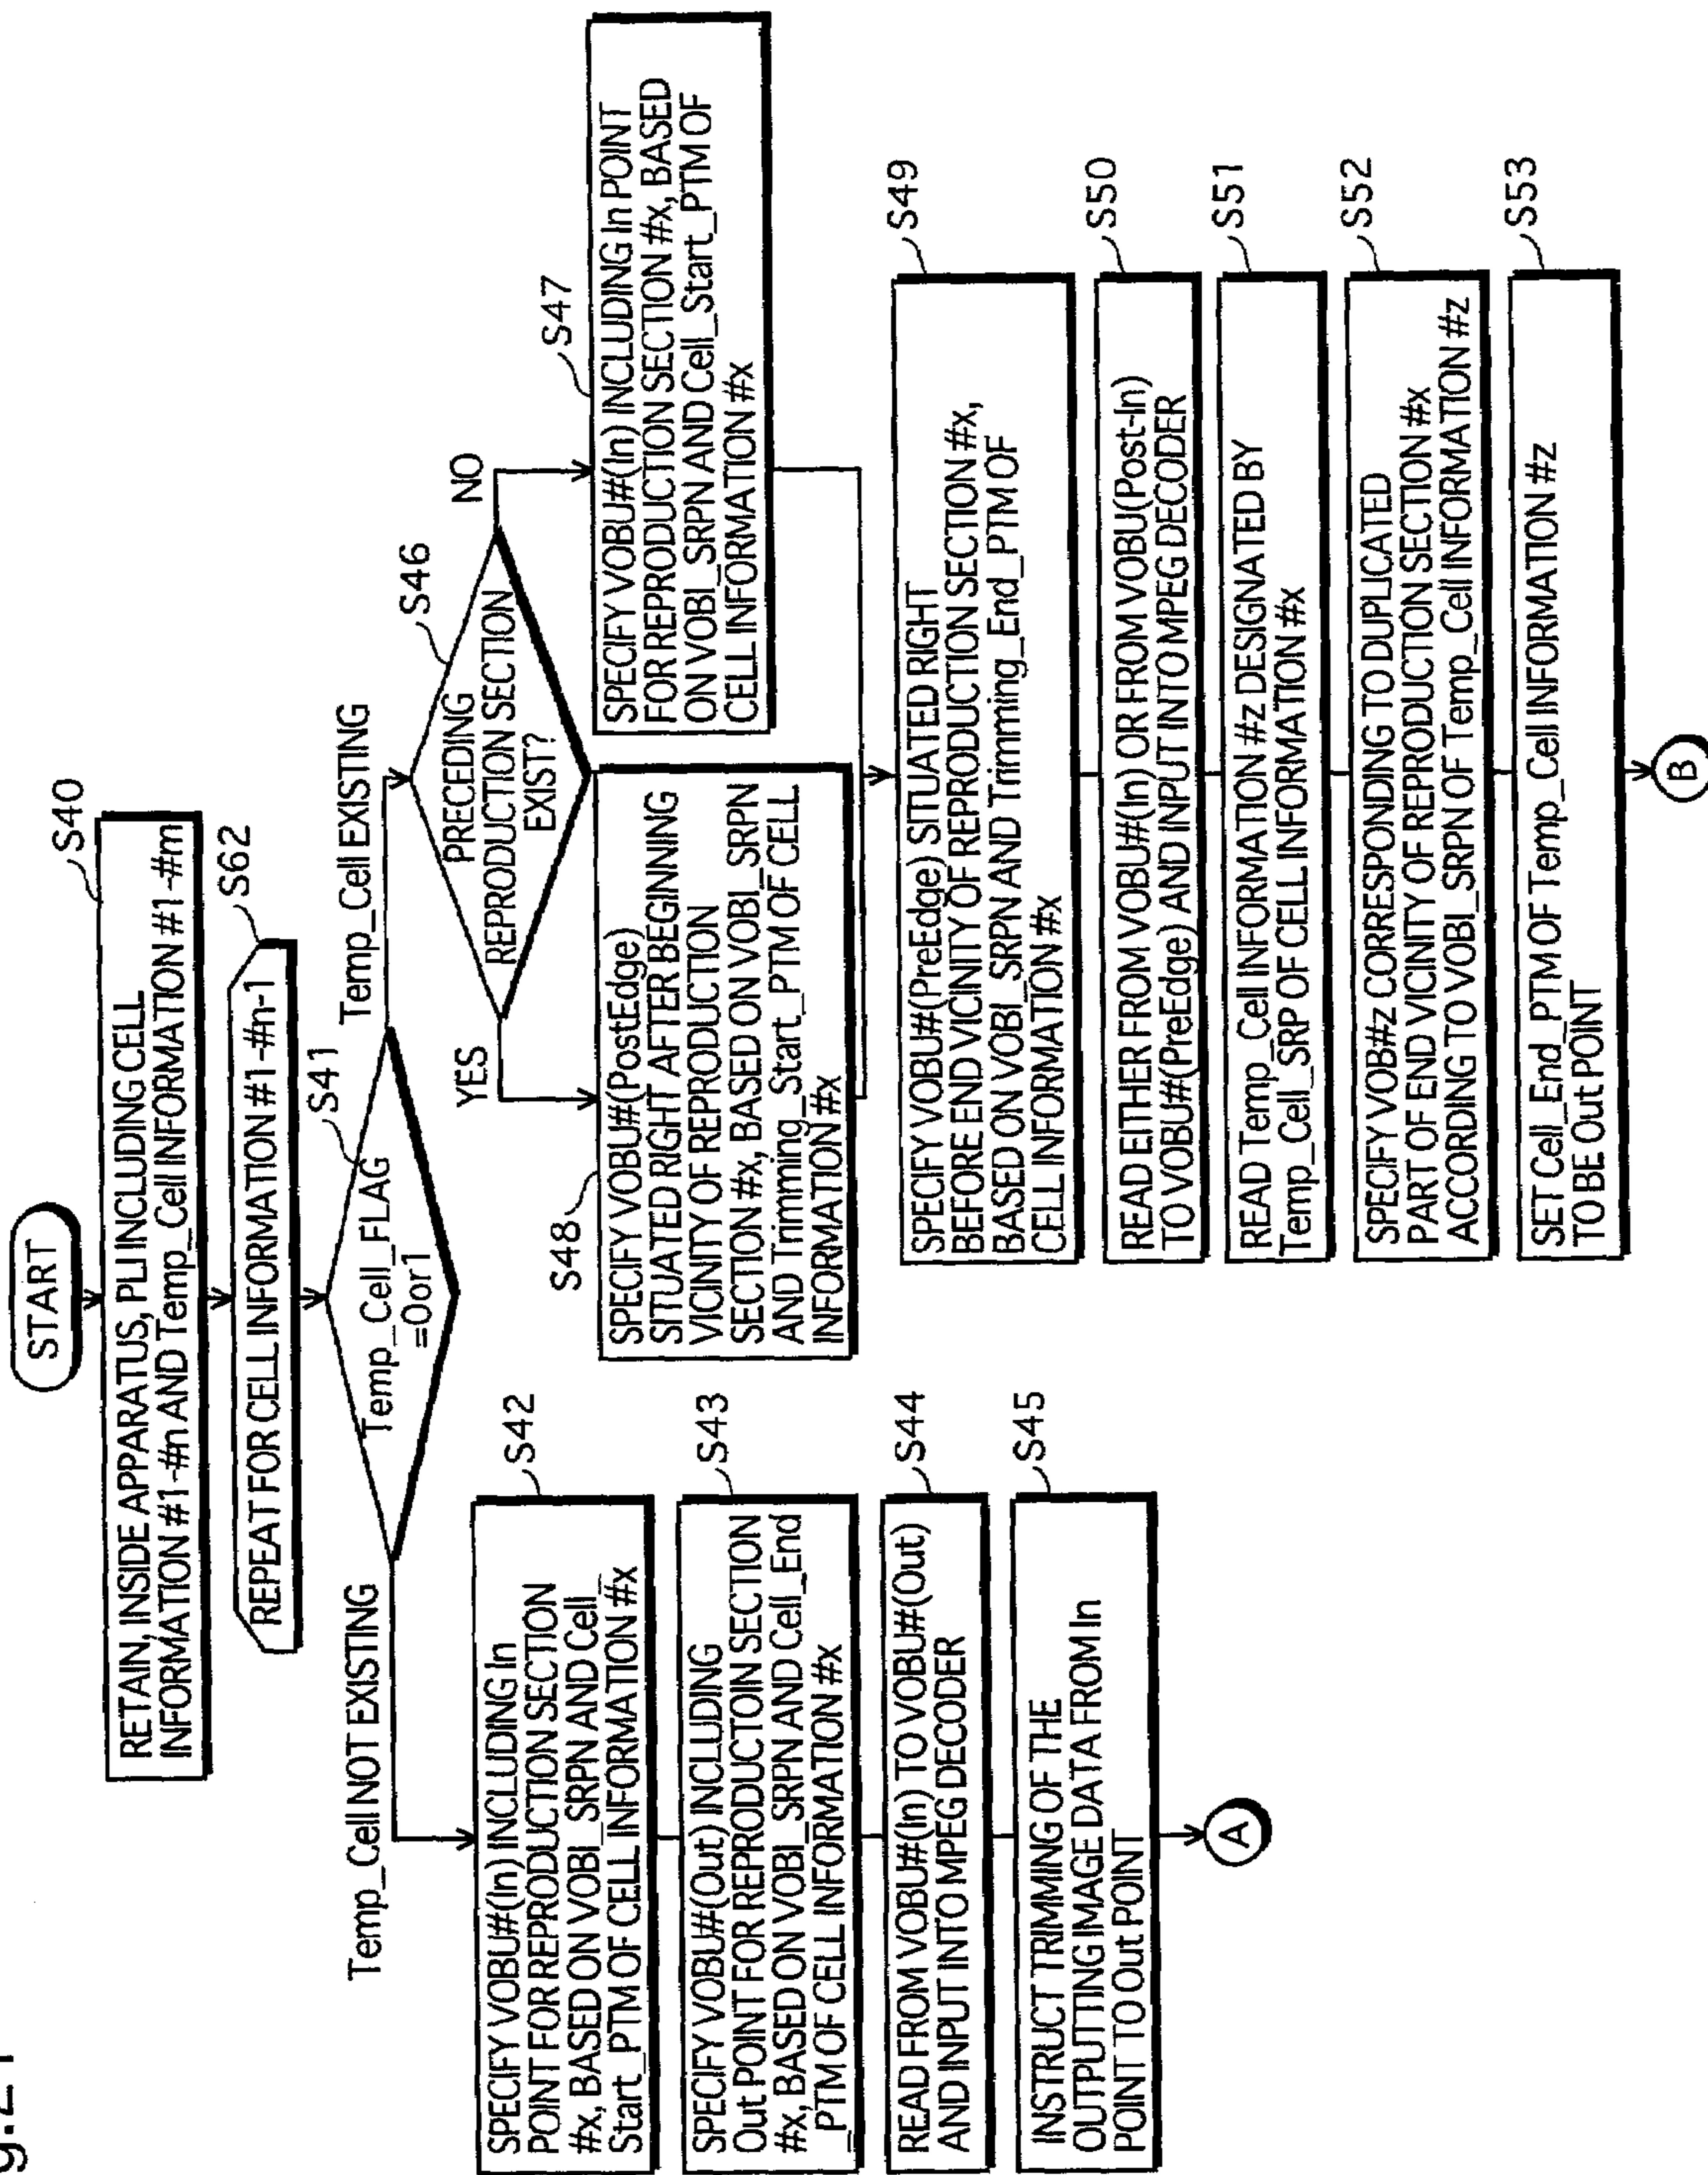 g.21
START
S40
RETAIN, INSIDE APPARATUS, PLI INCLUDING CELL
INFORMATION #1-#n AND Temp_Cell INFORMATION #1-#m
S62
REPEAT FOR CELL INFORMATION #1-#n-1
S41
Temp_Cell_FLAG
=0or1
Temp_Cell NOT EXISTING
Temp_Cell EXISTING
S42
SPECIFY VOBU#(In) INCLUDING In
POINT FOR REPRODUCTION SECTION
#x, BASED ON VOBI_SRPN AND Cell_
Start_PTM OF CELL INFORMATION #x
S43
SPECIFY VOBU#(Out) INCLUDING
Out POINT FOR REPRODUCTOIN SECTION
#x, BASED ON VOBI_SRPN AND Cell_End
_PTM OF CELL INFORMATION #x
S44
READ FROM VOBU#(In) TO VOBU#(Out)
AND INPUT INTO MPEG DECODER
S45
INSTRUCT TRIMMING OF THE
OUTPUTTING IMAGE DATA FROM In
POINT TO Out POINT
A
S46
PRECEDING
REPRODUCTION SECTION
EXIST?
YES
NO
S48
SPECIFY VOBU#(PostEdge)
SITUATED RIGHT AFTER BEGINNING
VICINITY OF REPRODUCTION
SECTION #x, BASED ON VOBI_SRPN
AND Trimming_Start_PTM OF CELL
INFORMATION #x
S47
SPECIFY VOBU#(In) INCLUDING In POINT
FOR REPRODUCTION SECTION #x, BASED
ON VOBI_SRPN AND Cell_Start_PTM OF
CELL INFORMATION #x
S49
SPECIFY VOBU#(PreEdge) SITUATED RIGHT
BEFORE END VICINITY OF REPRODUCTION SECTION #x,
BASED ON VOBI_SRPN AND Trimming_End_PTM OF
CELL INFORMATION #x
S50
READ EITHER FROM VOBU#(In) OR FROM VOBU(Post-In)
TO VOBU#(PreEdge) AND INPUT INTO MPEG DECODER
S51
READ Temp_Cell INFORMATION #z DESIGNATED BY
Temp_Cell_SRP OF CELL INFORMATION #x
S52
SPECIFY VOB#z CORRESPONDING TO DUPLICATED
PART OF END VICINITY OF REPRODUCTION SECTION #x
ACCORDING TO VOBI_SRPN OF Temp_Cell INFORMATION #z
S53
SET Cell_End_PTM OF Temp_Cell INFORMATION #z
TO BE Out POINT
B